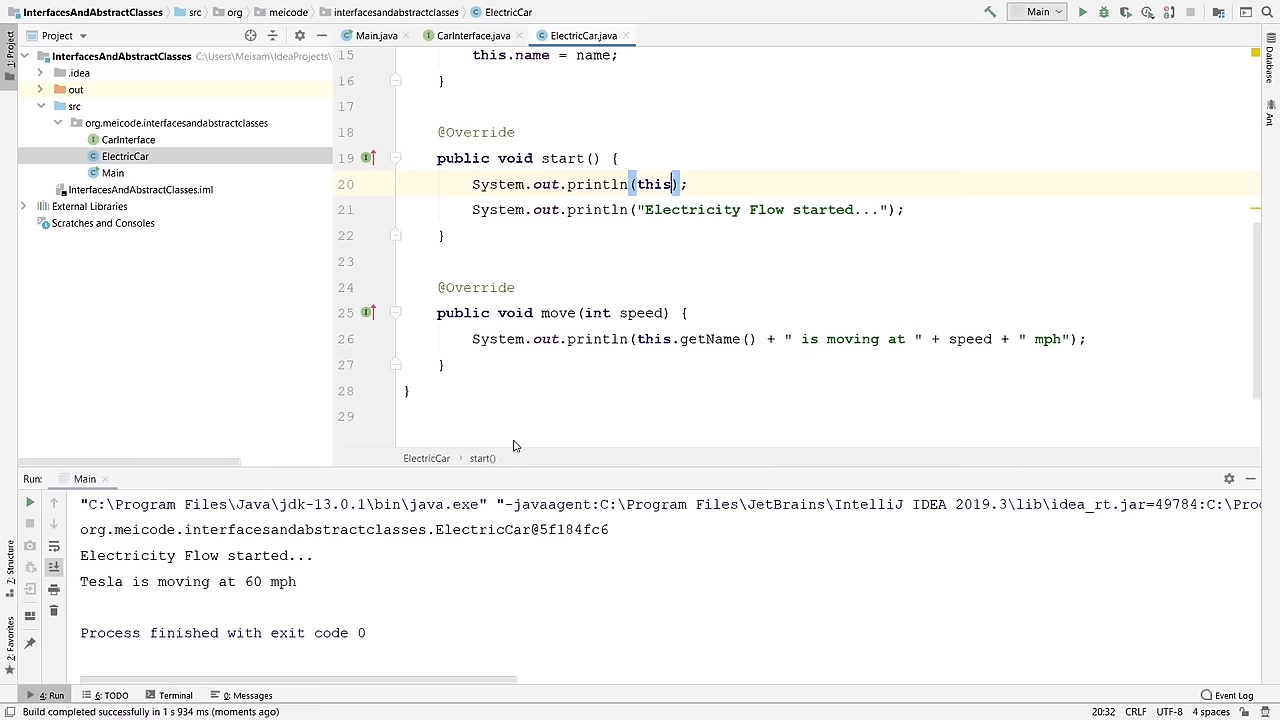 InterfacesAndAbstractClasses › src › org › meicode › interfacesandabstractclasses › ElectricCar
Main
Project
Main.java
CarInterface.java
ElectricCar.java
1: Project
Database
Ant
InterfacesAndAbstractClasses C:\Users\Meisam\IdeaProjects\
.idea
out
src
org.meicode.interfacesandabstractclasses
CarInterface
ElectricCar
Main
InterfacesAndAbstractClasses.iml
External Libraries
Scratches and Consoles
15 this.name = name;
16 }
17
18 @Override
19 public void start() {
20 System.out.println(this);
21 System.out.println("Electricity Flow started...");
22 }
23
24 @Override
25 public void move(int speed) {
26 System.out.println(this.getName() + " is moving at " + speed + " mph");
27 }
28 }
29
ElectricCar › start()
Run: Main
"C:\Program Files\Java\jdk-13.0.1\bin\java.exe" "-javaagent:C:\Program Files\JetBrains\IntelliJ IDEA 2019.3\lib\idea_rt.jar=49784:C:\Pro
org.meicode.interfacesandabstractclasses.ElectricCar@5f184fc6
Electricity Flow started...
Tesla is moving at 60 mph
Process finished with exit code 0
7: Structure
2: Favorites
4: Run
6: TODO
Terminal
0: Messages
Event Log
Build completed successfully in 1 s 934 ms (moments ago)
20:32 CRLF UTF-8 4 spaces